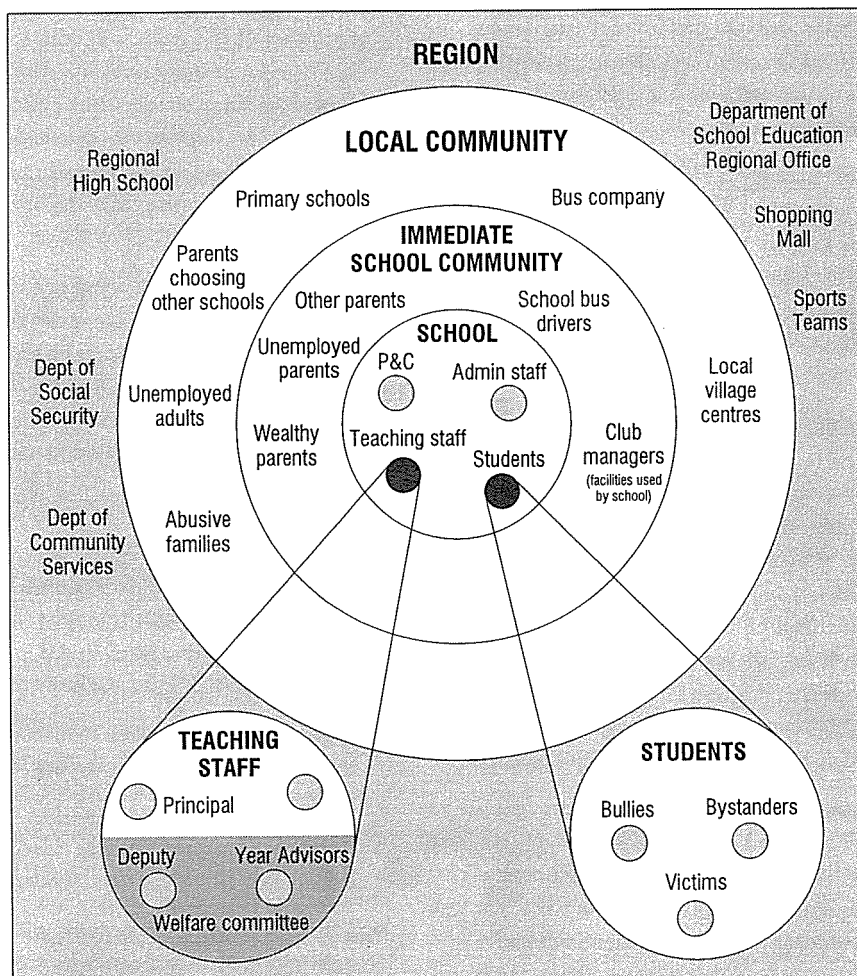 REGION
LOCAL COMMUNITY
Department of
School Education
Regional Office
Regional
High School
Primary schools
Bus company
Shopping
Mall
IMMEDIATE
SCHOOL COMMUNITY
Parents
choosing
other schools
Other parents
School bus
drivers
Sports
Teams
SCHOOL
Unemployed
parents
P&C
Admin staff
Dept of
Social
Security
Unemployed
adults
Local
village
centres
Wealthy
parents
Teaching staff
Students
Club
managers
(facilities used
by school)
Dept of
Community
Services
Abusive
families
TEACHING
STAFF
Principal
Deputy
Year Advisors
Welfare committee
STUDENTS
Bullies
Bystanders
Victims